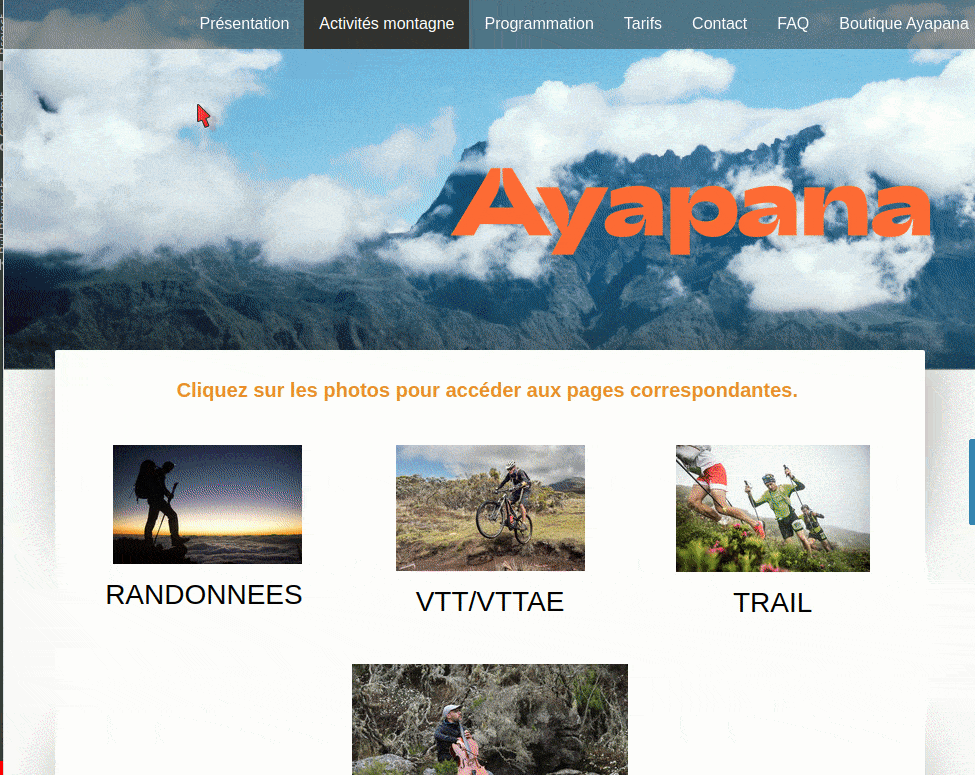 Présentation Activités montagne Programmation Tarifs Contact FAQ Boutique Ayapana
Ayapana
Cliquez sur les photos pour accéder aux pages correspondantes.
RANDONNEES VTT/VTTAE TRAIL